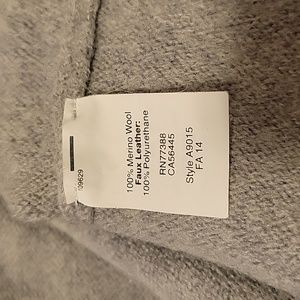 100% Merino Wool
Faux Leather:
100% Polyurethane
RN77388
CA56445
Style A9015
FA 14
09629